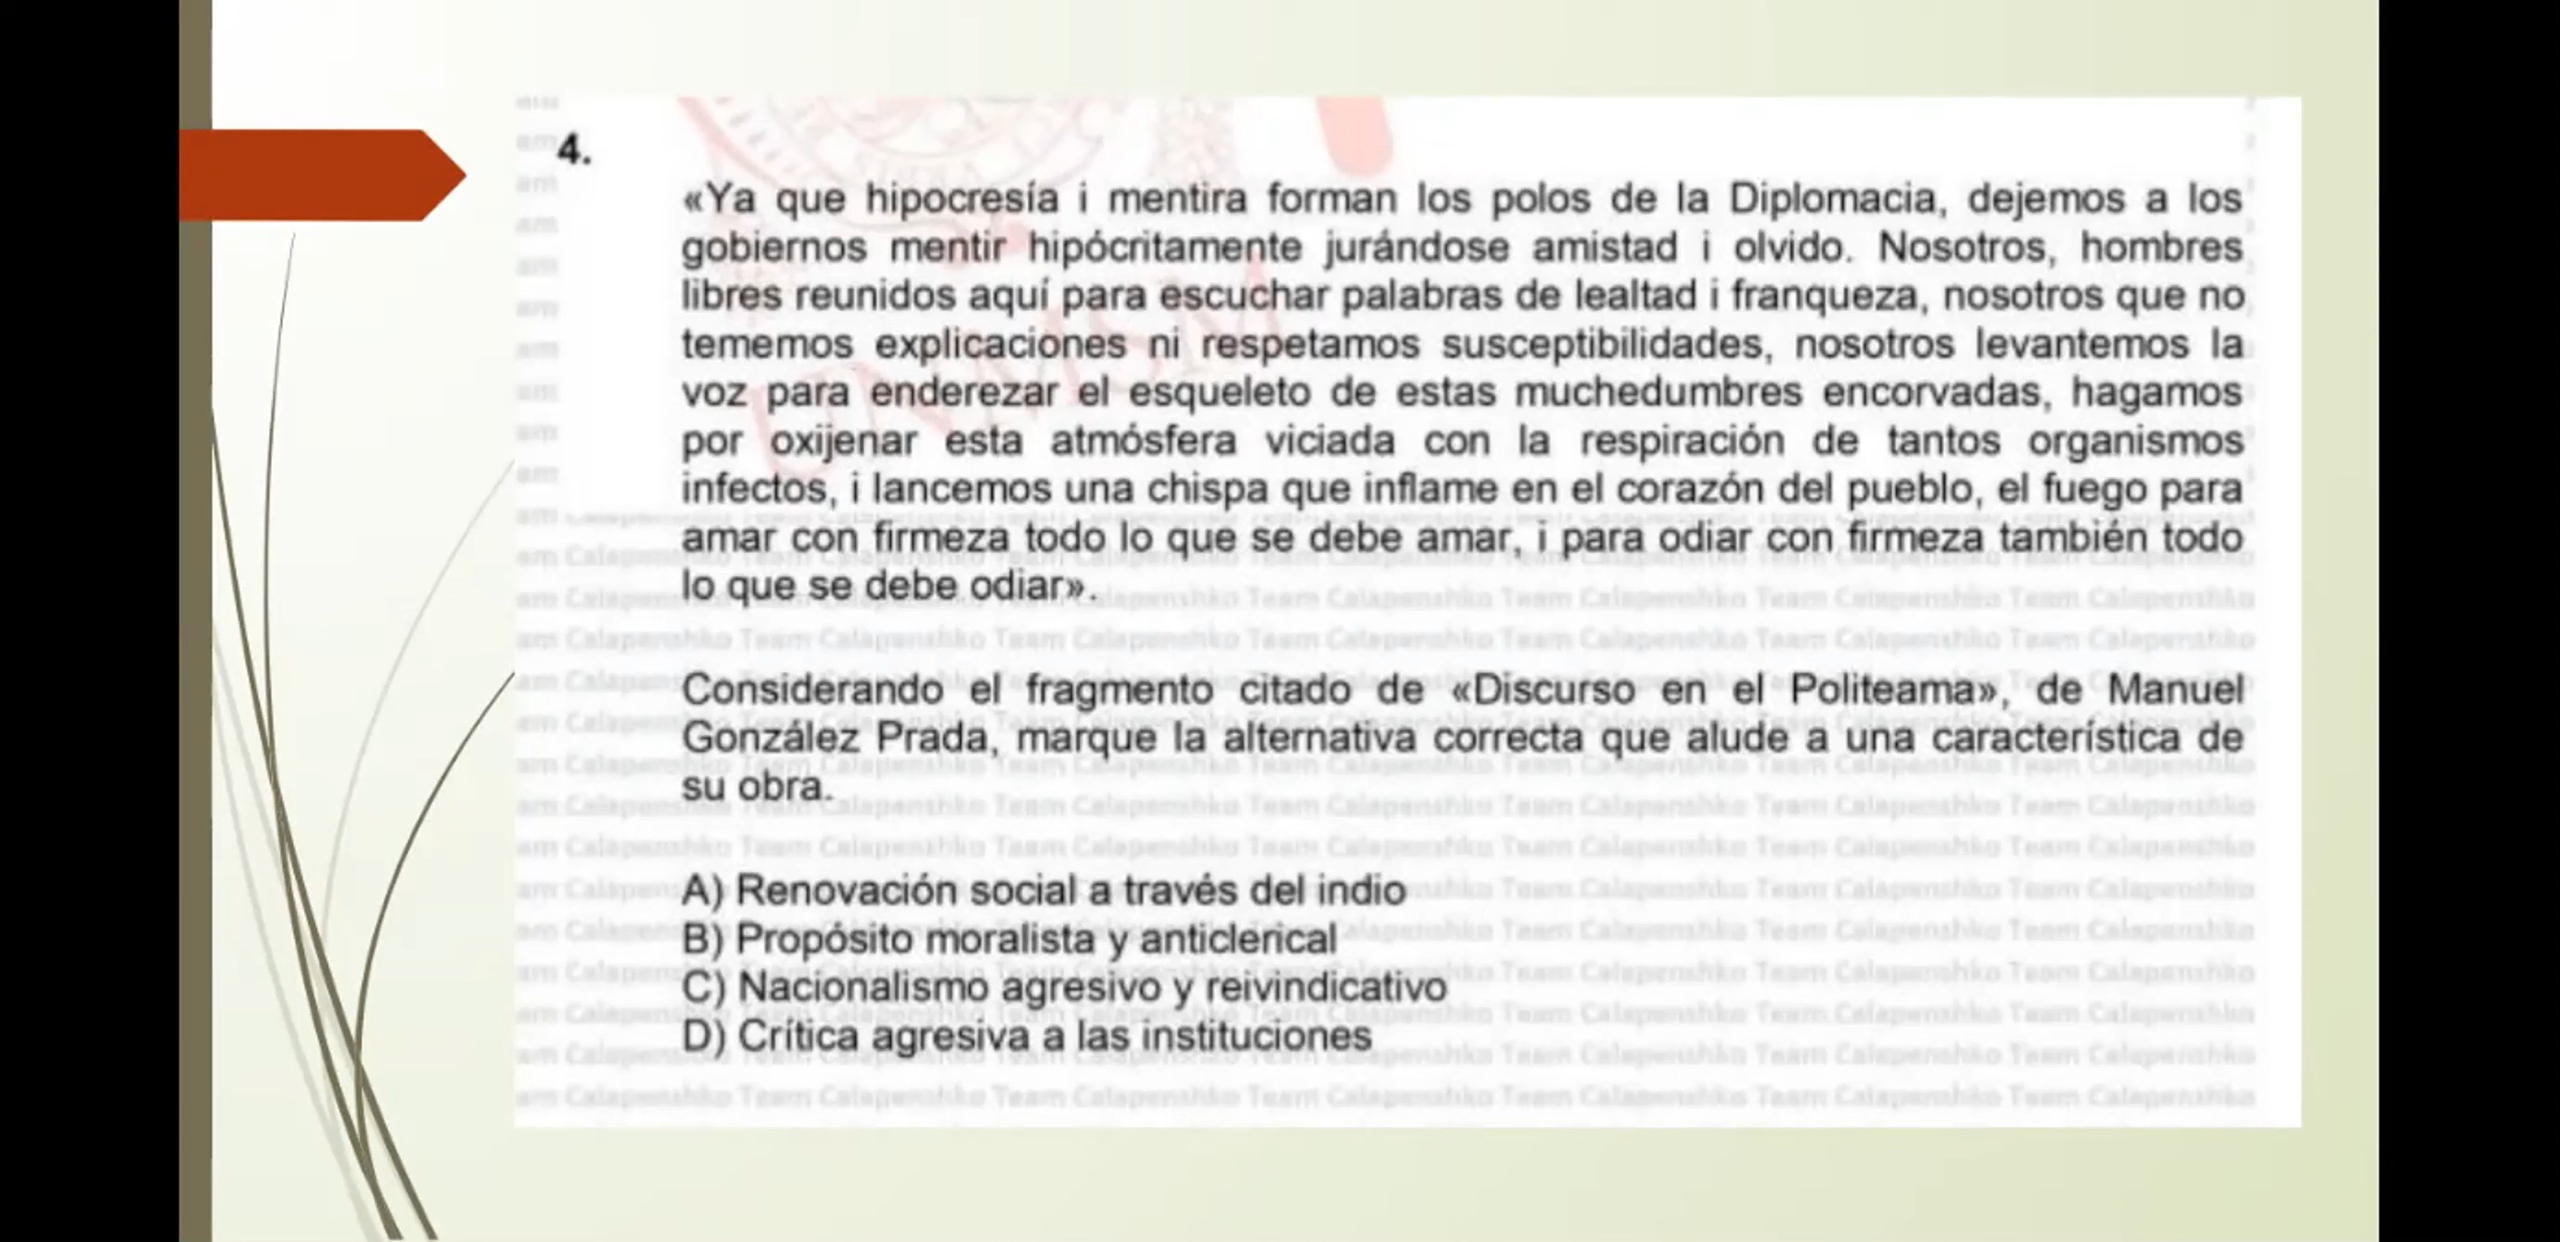 4.
«Ya que hipocresía i mentira forman los polos de la Diplomacia, dejemos a los
gobiernos mentir hipócritamente jurándose amistad i olvido. Nosotros, hombres
libres reunidos aquí para escuchar palabras de lealtad i franqueza, nosotros que no
tememos explicaciones ni respetamos susceptibilidades, nosotros levantemos la
voz para enderezar el esqueleto de estas muchedumbres encorvadas, hagamos
por oxijenar esta atmósfera viciada con la respiración de tantos organismos
infectos, i lancemos una chispa que inflame en el corazón del pueblo, el fuego para
amar con firmeza todo lo que se debe amar, i para odiar con firmeza también todo
lo que se debe odiar».
Considerando el fragmento citado de «Discurso en el Politeama», de Manuel
González Prada, marque la alternativa correcta que alude a una característica de
su obra.
A) Renovación social a través del indio
B) Propósito moralista y anticlerical
C) Nacionalismo agresivo y reivindicativo
D) Crítica agresiva a las instituciones
UNMSM